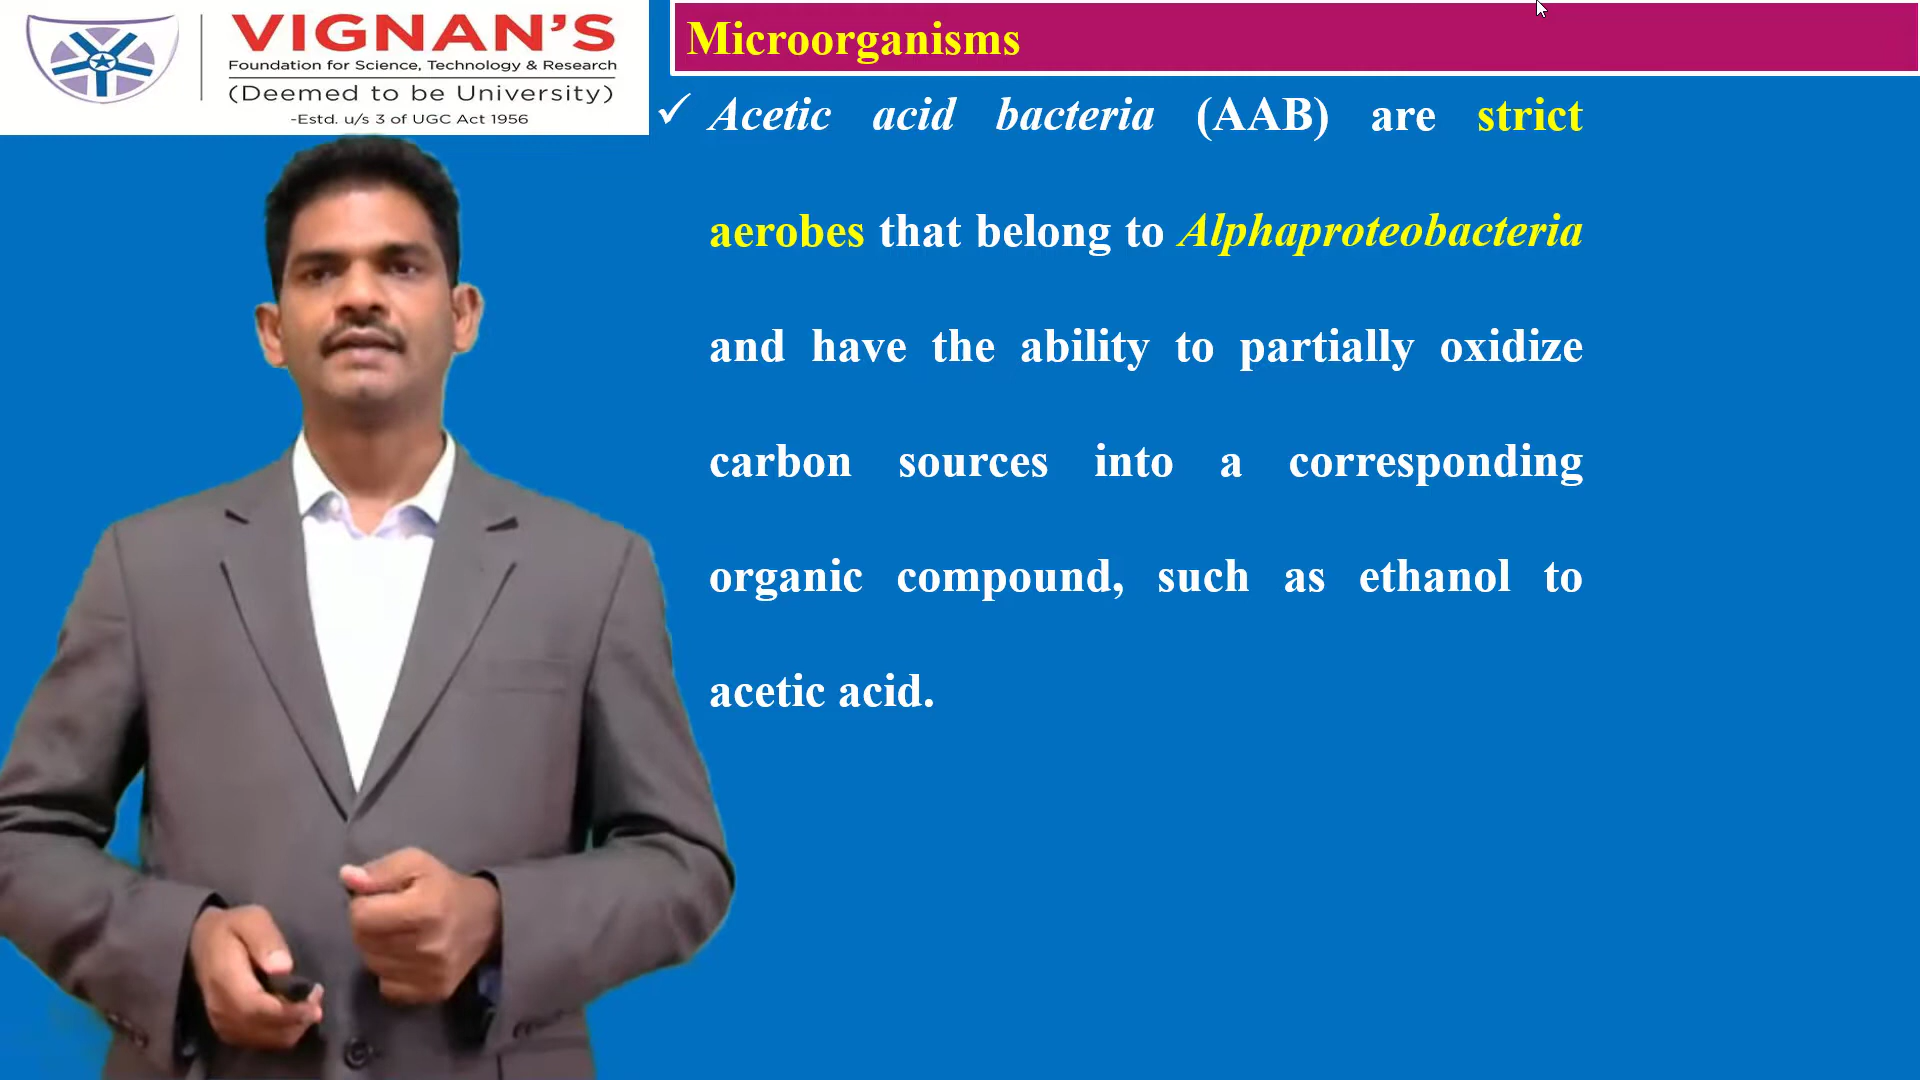 VIGNAN'S
Foundation for Science, Technology & Research
(Deemed to be University)
-Estd. u/s 3 of UGC Act 1956
Microorganisms
✓ Acetic acid bacteria (AAB) are strict
aerobes that belong to Alphaproteobacteria
and have the ability to partially oxidize
carbon sources into a corresponding
organic compound, such as ethanol to
acetic acid.